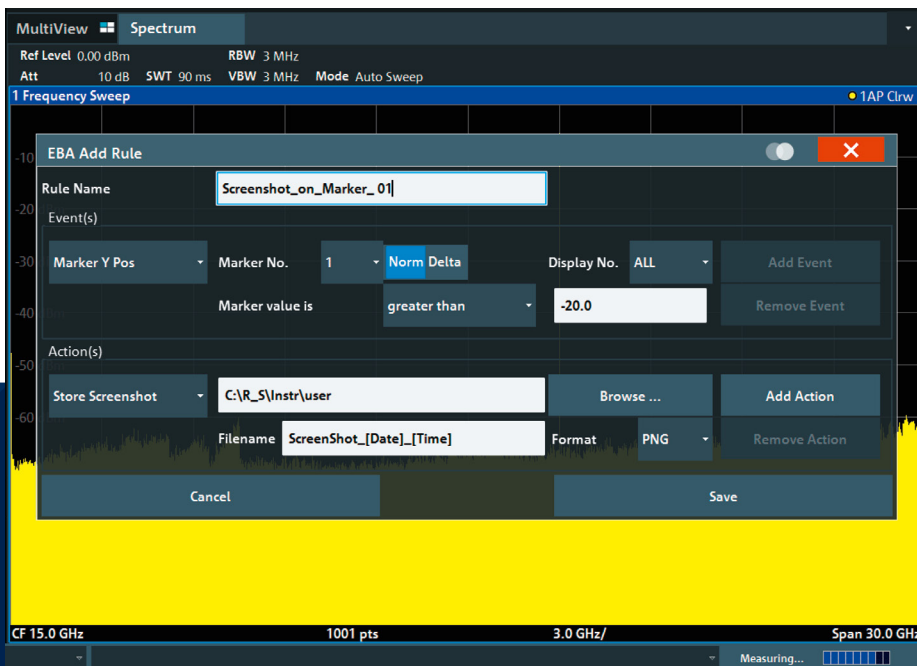 MultiView Spectrum
Ref Level 0.00 dBm RBW 3 MHz
Att 10 dB SWT 90 ms VBW 3 MHz Mode Auto Sweep
1 Frequency Sweep 1AP Clrw
EBA Add Rule
-10
Rule Name Screenshot_on_Marker_ 01
-20
Event(s)
-30 Marker Y Pos Marker No. 1 Norm Delta Display No. ALL Add Event
Marker value is greater than -20.0 Remove Event
-40
Action(s)
-50
Store Screenshot C:\R_S\Instr\user Browse ... Add Action
-60
Filename ScreenShot_[Date]_[Time] Format PNG Remove Action
Cancel Save
CF 15.0 GHz 1001 pts 3.0 GHz/ Span 30.0 GHz
Measuring...